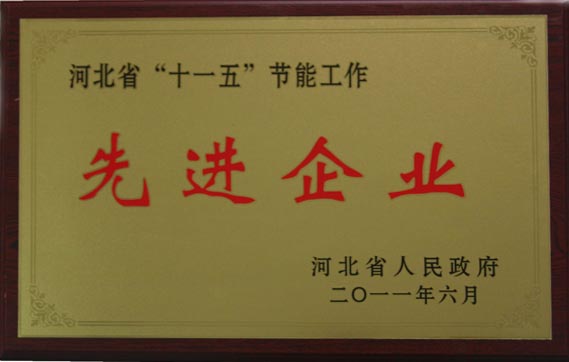 河北省“十一五”节能工作
先进企业
河北省人民政府
二〇一一年六月